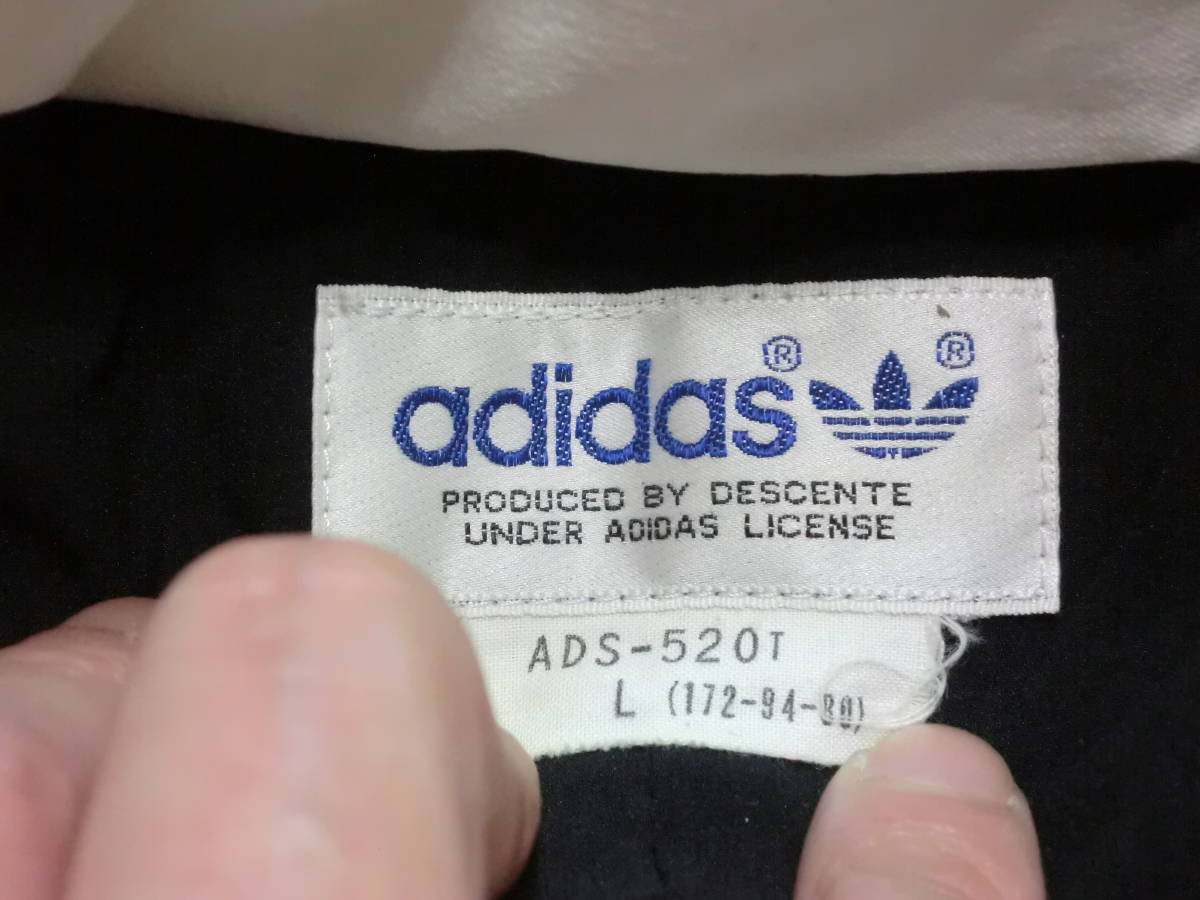 adidas® ®
PRODUCED BY DESCENTE
UNDER ADIDAS LICENSE
ADS-520T
L (172-94-80)